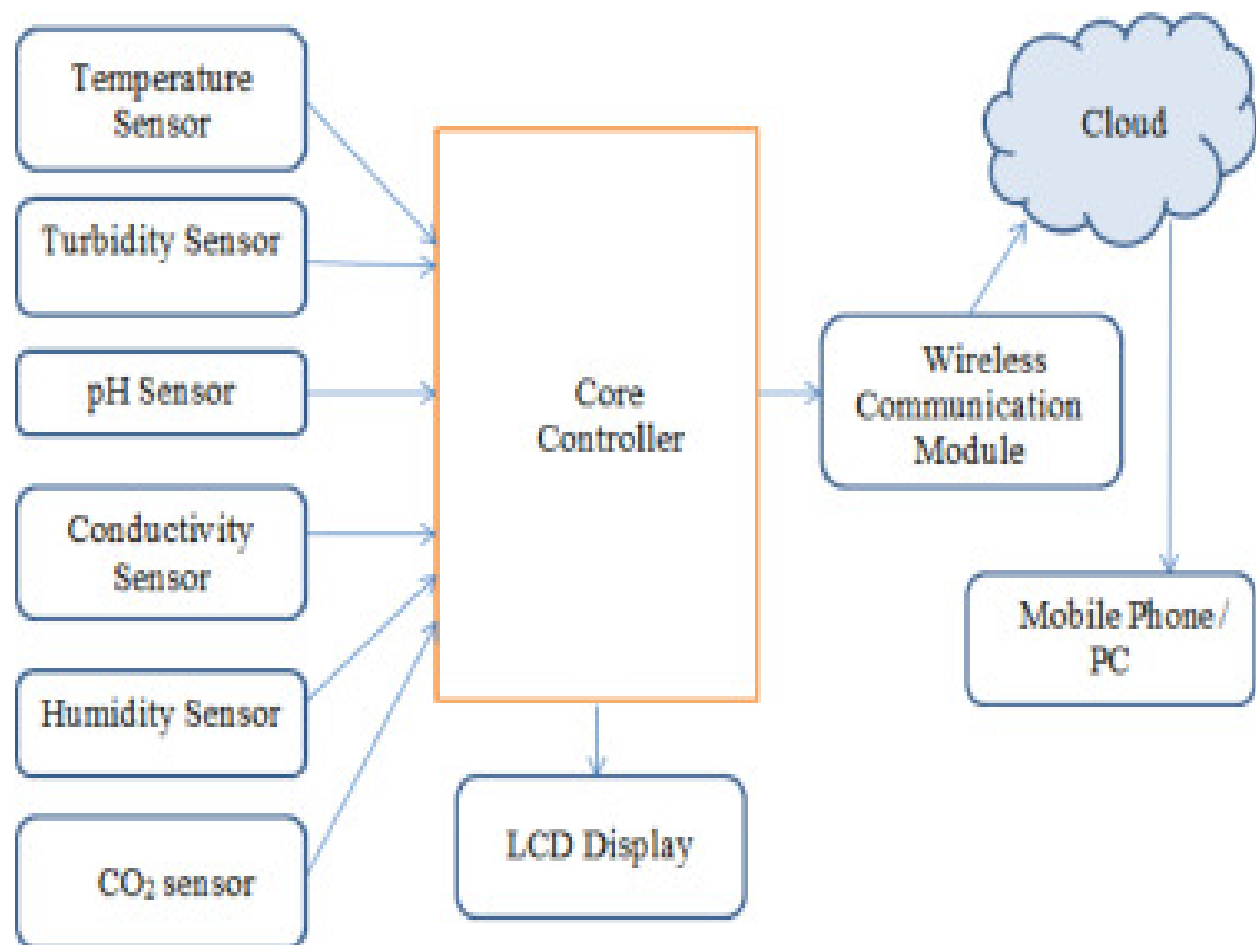 Temperature
Sensor
Turbidity Sensor
pH Sensor
Conductivity
Sensor
Humidity Sensor
CO₂ sensor
Core
Controller
LCD Display
Wireless
Communication
Module
Cloud
Mobile Phone /
PC